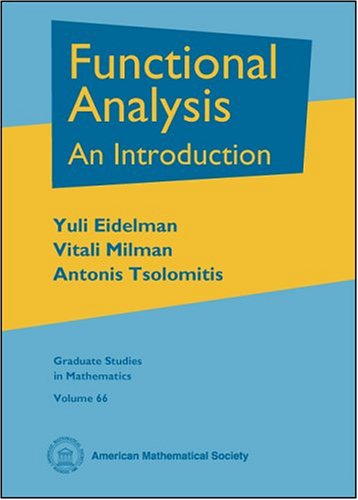 Functional
Analysis
An Introduction
Yuli Eidelman
Vitali Milman
Antonis Tsolomitis
Graduate Studies
in Mathematics
Volume 66
American Mathematical Society